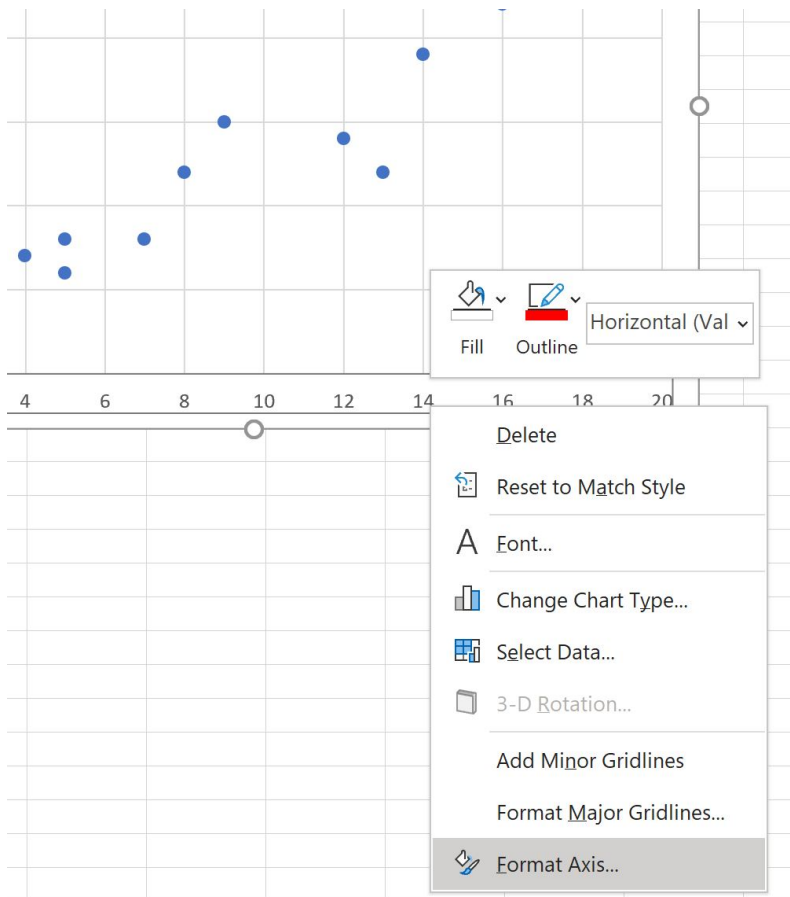 Horizontal (Val
Fill Outline
4 6 8 10 12 14 16 18 20
Delete
Reset to Match Style
Font...
Change Chart Type...
Select Data...
3-D Rotation...
Add Minor Gridlines
Format Major Gridlines...
Format Axis...